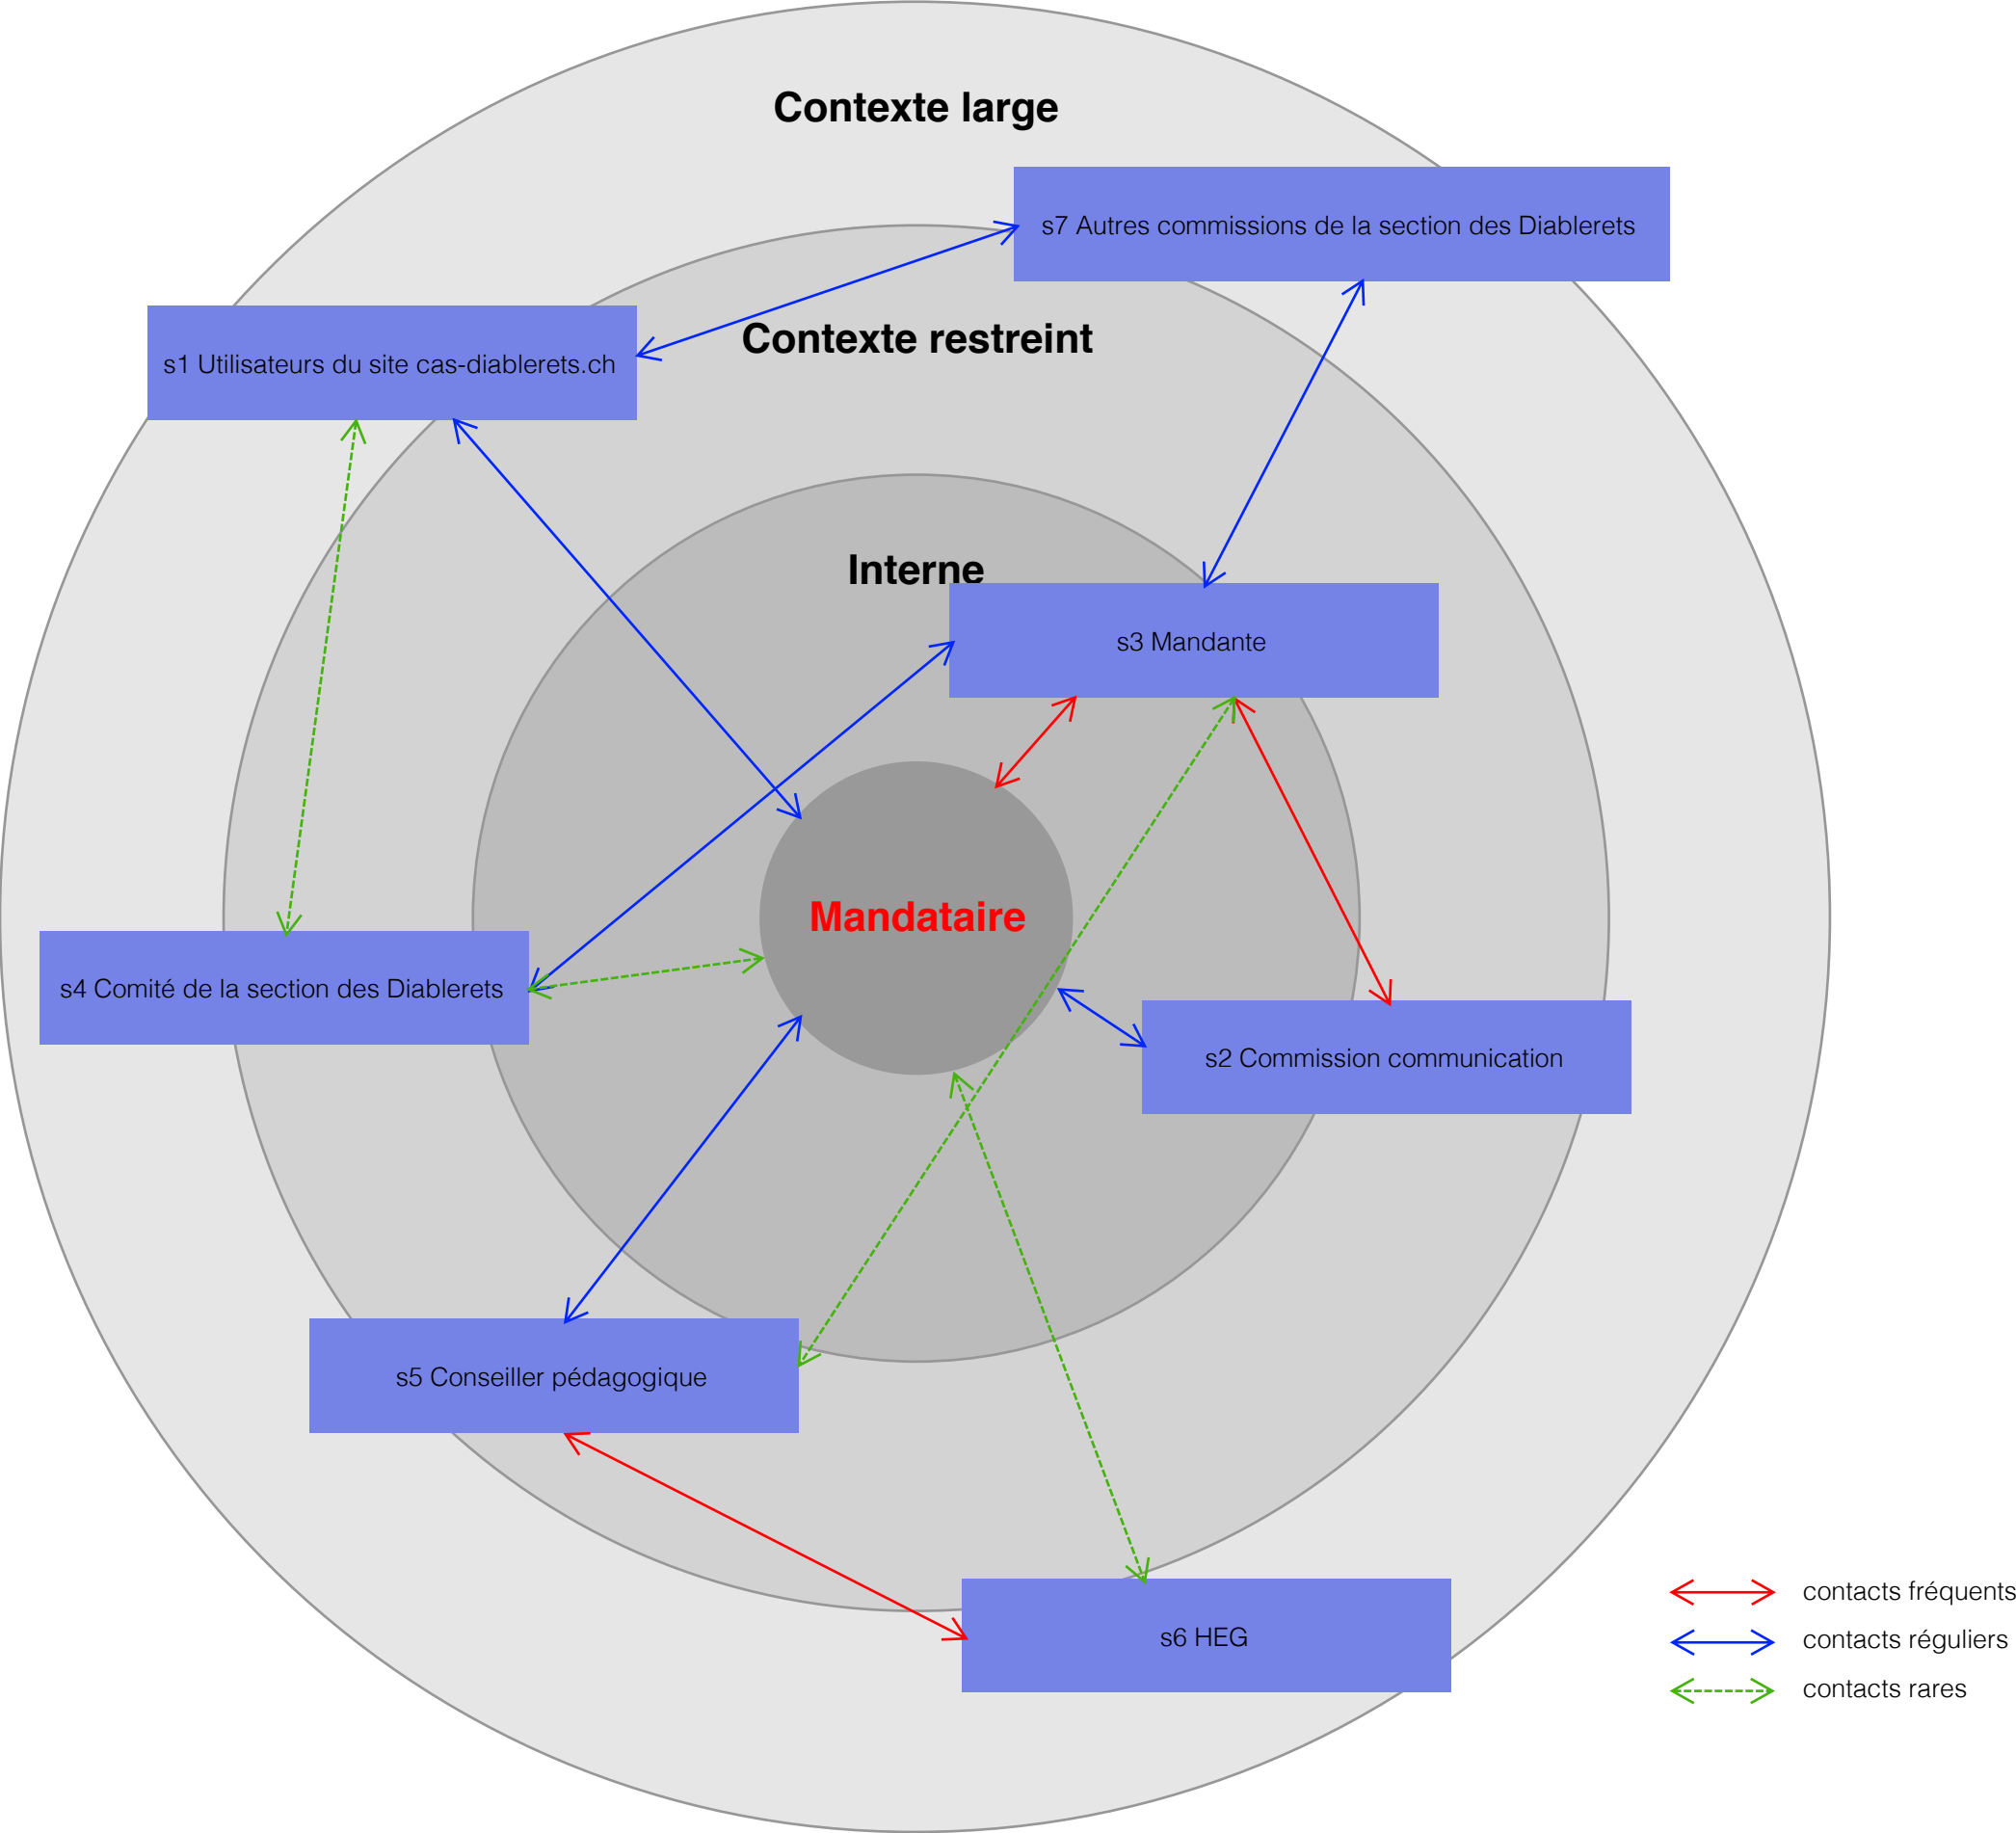 Contexte large
s7 Autres commissions de la section des Diablerets
Contexte restreint
s1 Utilisateurs du site cas-diablerets.ch
Interne
s3 Mandante
Mandataire
s4 Comité de la section des Diablerets
s2 Commission communication
s5 Conseiller pédagogique
s6 HEG
contacts fréquents
contacts réguliers
contacts rares